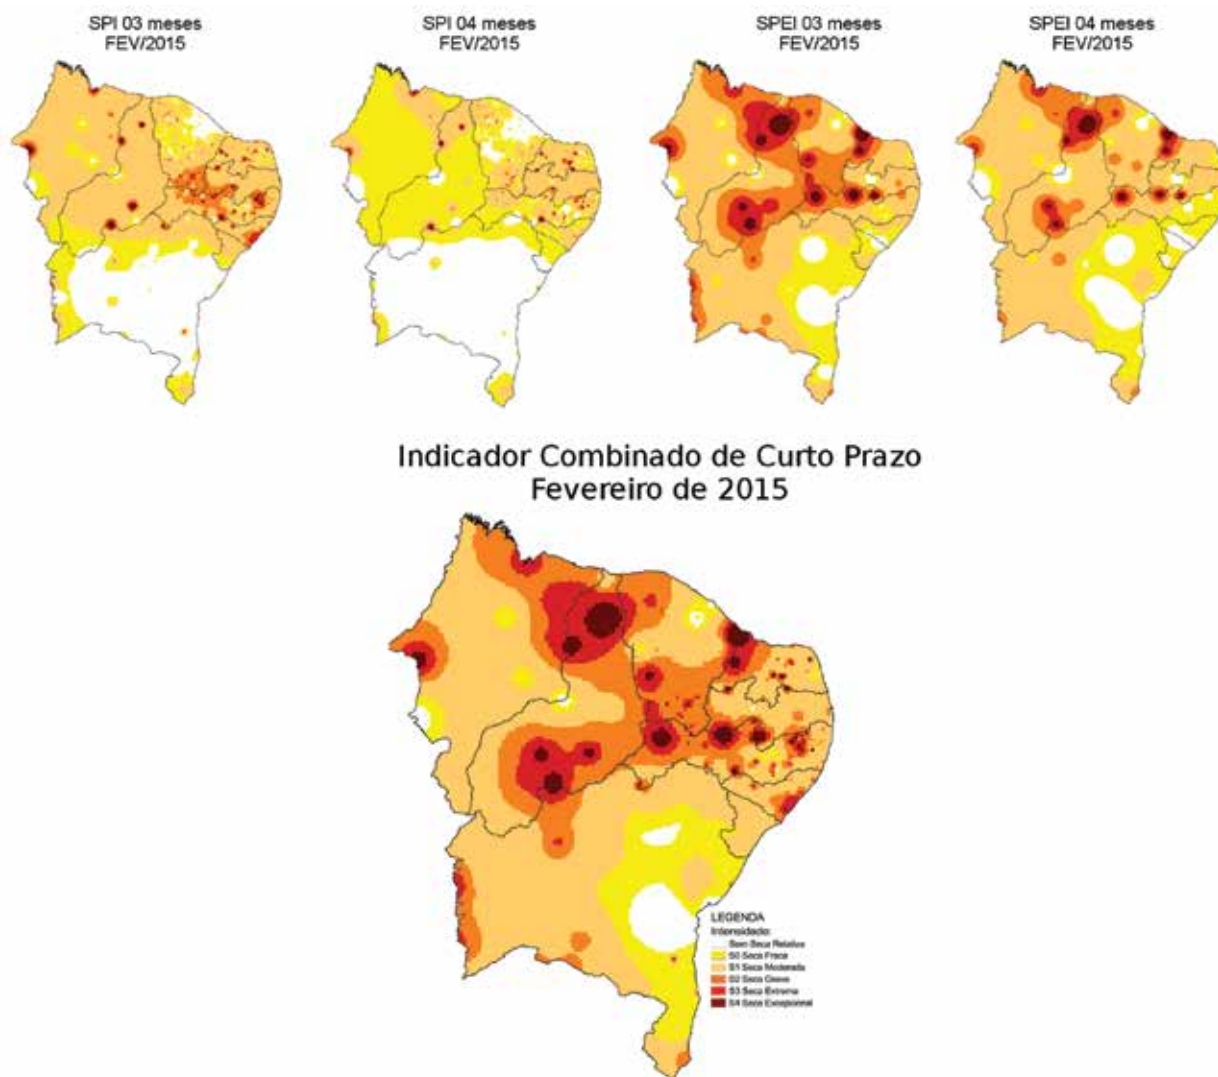 SPI 03 meses
FEV/2015
SPI 04 meses
FEV/2015
SPEI 03 meses
FEV/2015
SPEI 04 meses
FEV/2015
Indicador Combinado de Curto Prazo
Fevereiro de 2015
LEGENDA
Intensidade:
Sem Seca Relativa
S0 Seca Fraca
S1 Seca Moderada
S2 Seca Grave
S3 Seca Extrema
S4 Seca Excepcional